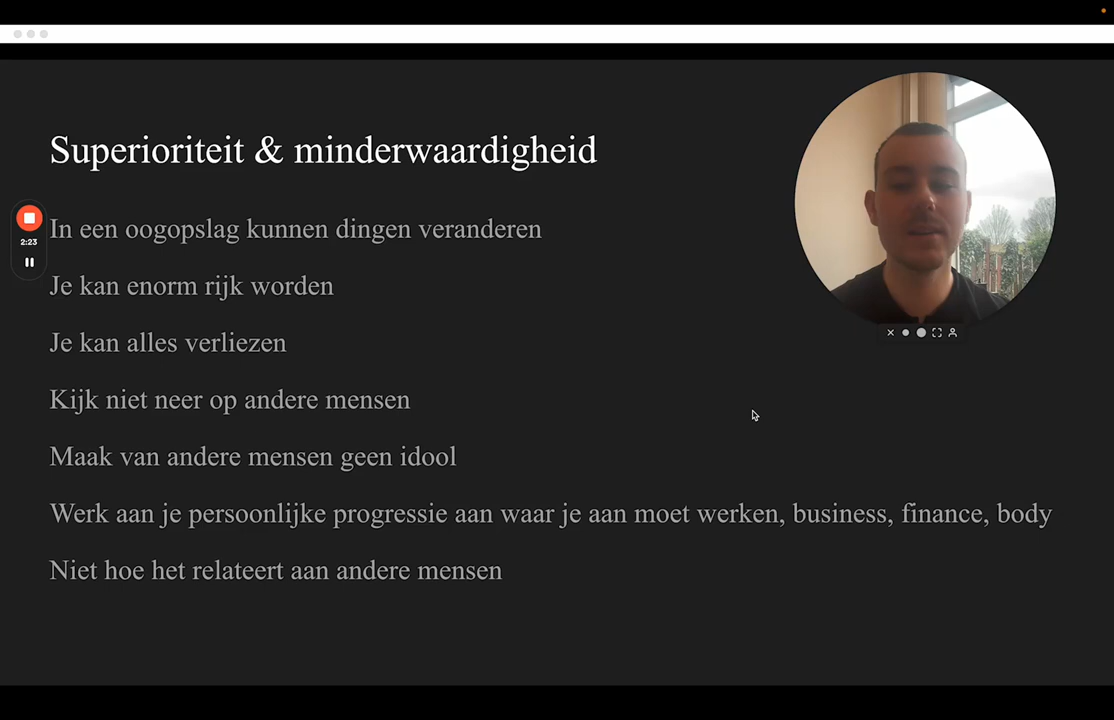 Superioriteit & minderwaardigheid
In een oogopslag kunnen dingen veranderen
2:23
Je kan enorm rijk worden
Je kan alles verliezen
Kijk niet neer op andere mensen
Maak van andere mensen geen idool
Werk aan je persoonlijke progressie aan waar je aan moet werken, business, finance, body
Niet hoe het relateert aan andere mensen